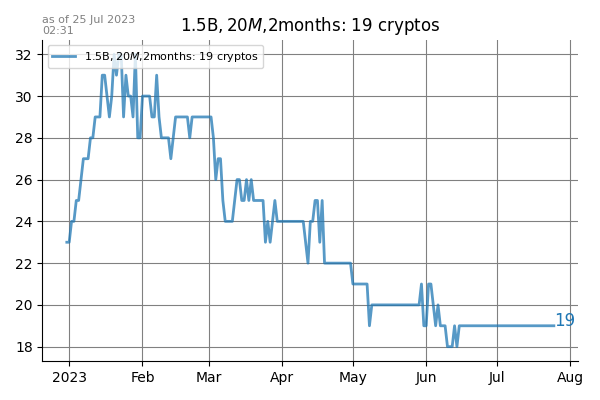 as of 25 Jul 2023
02:31
1.5B, 20M,2months: 19 cryptos
1.5B, 20M,2months: 19 cryptos
32
30
28
26
24
22
20
18
19
2023 Feb Mar Apr May Jun Jul Aug